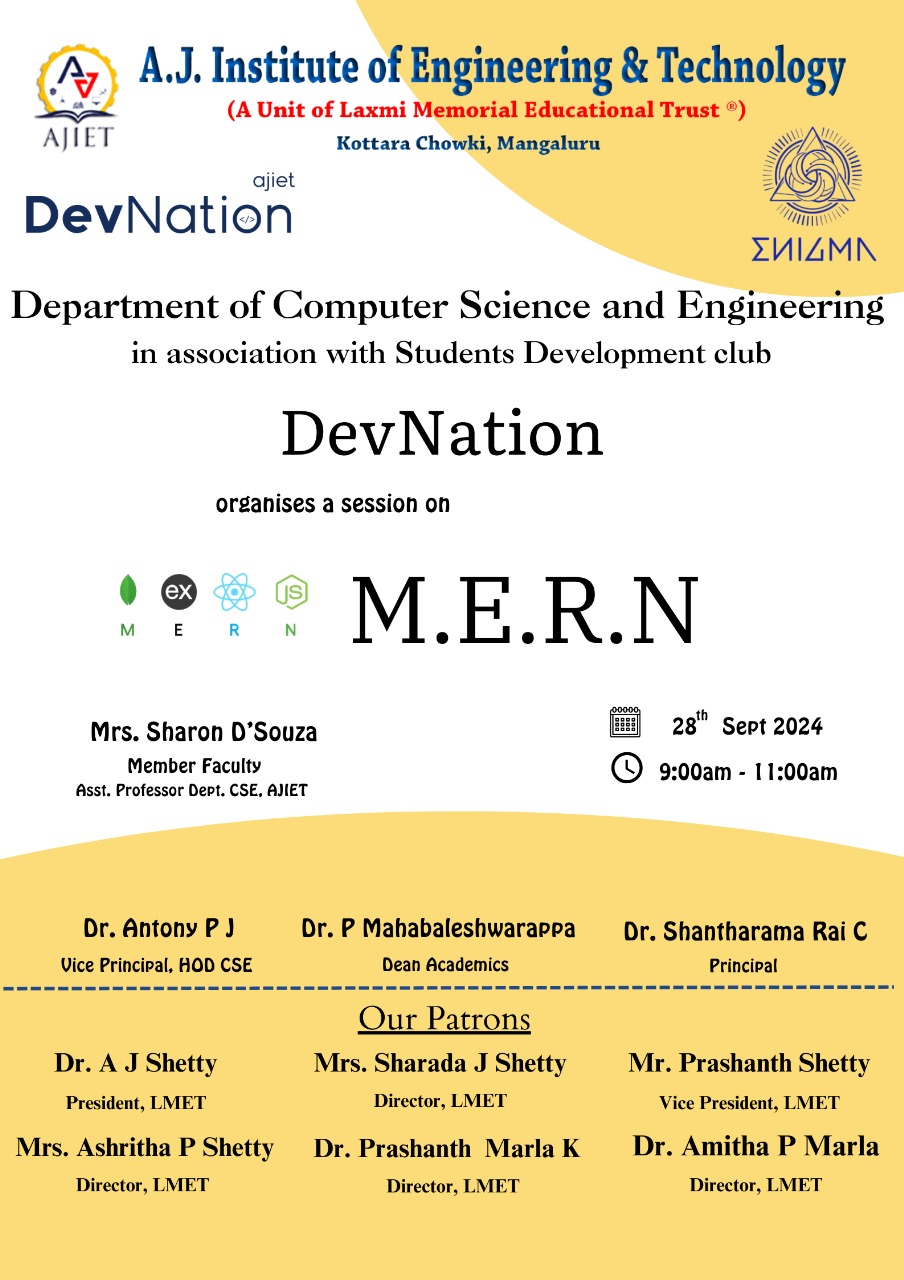 A.J. Institute of Engineering & Technology
(A Unit of Laxmi Memorial Educational Trust ®)
Kottara Chowki, Mangaluru
AJIET
ajiet
DevNation
</>
ΣNIGMA
Department of Computer Science and Engineering
in association with Students Development club
DevNation
organises a session on
ex JS
M E R N
M.E.R.N
Mrs. Sharon D'Souza
Member Faculty
Asst. Professor Dept. CSE, AJIET
28th Sept 2024
9:00am - 11:00am
Dr. Antony P J
Vice Principal, HOD CSE
Dr. P Mahabaleshwarappa
Dean Academics
Dr. Shantharama Rai C
Principal
Our Patrons
Dr. A J Shetty
President, LMET
Mrs. Sharada J Shetty
Director, LMET
Mr. Prashanth Shetty
Vice President, LMET
Mrs. Ashritha P Shetty
Director, LMET
Dr. Prashanth Marla K
Director, LMET
Dr. Amitha P Marla
Director, LMET